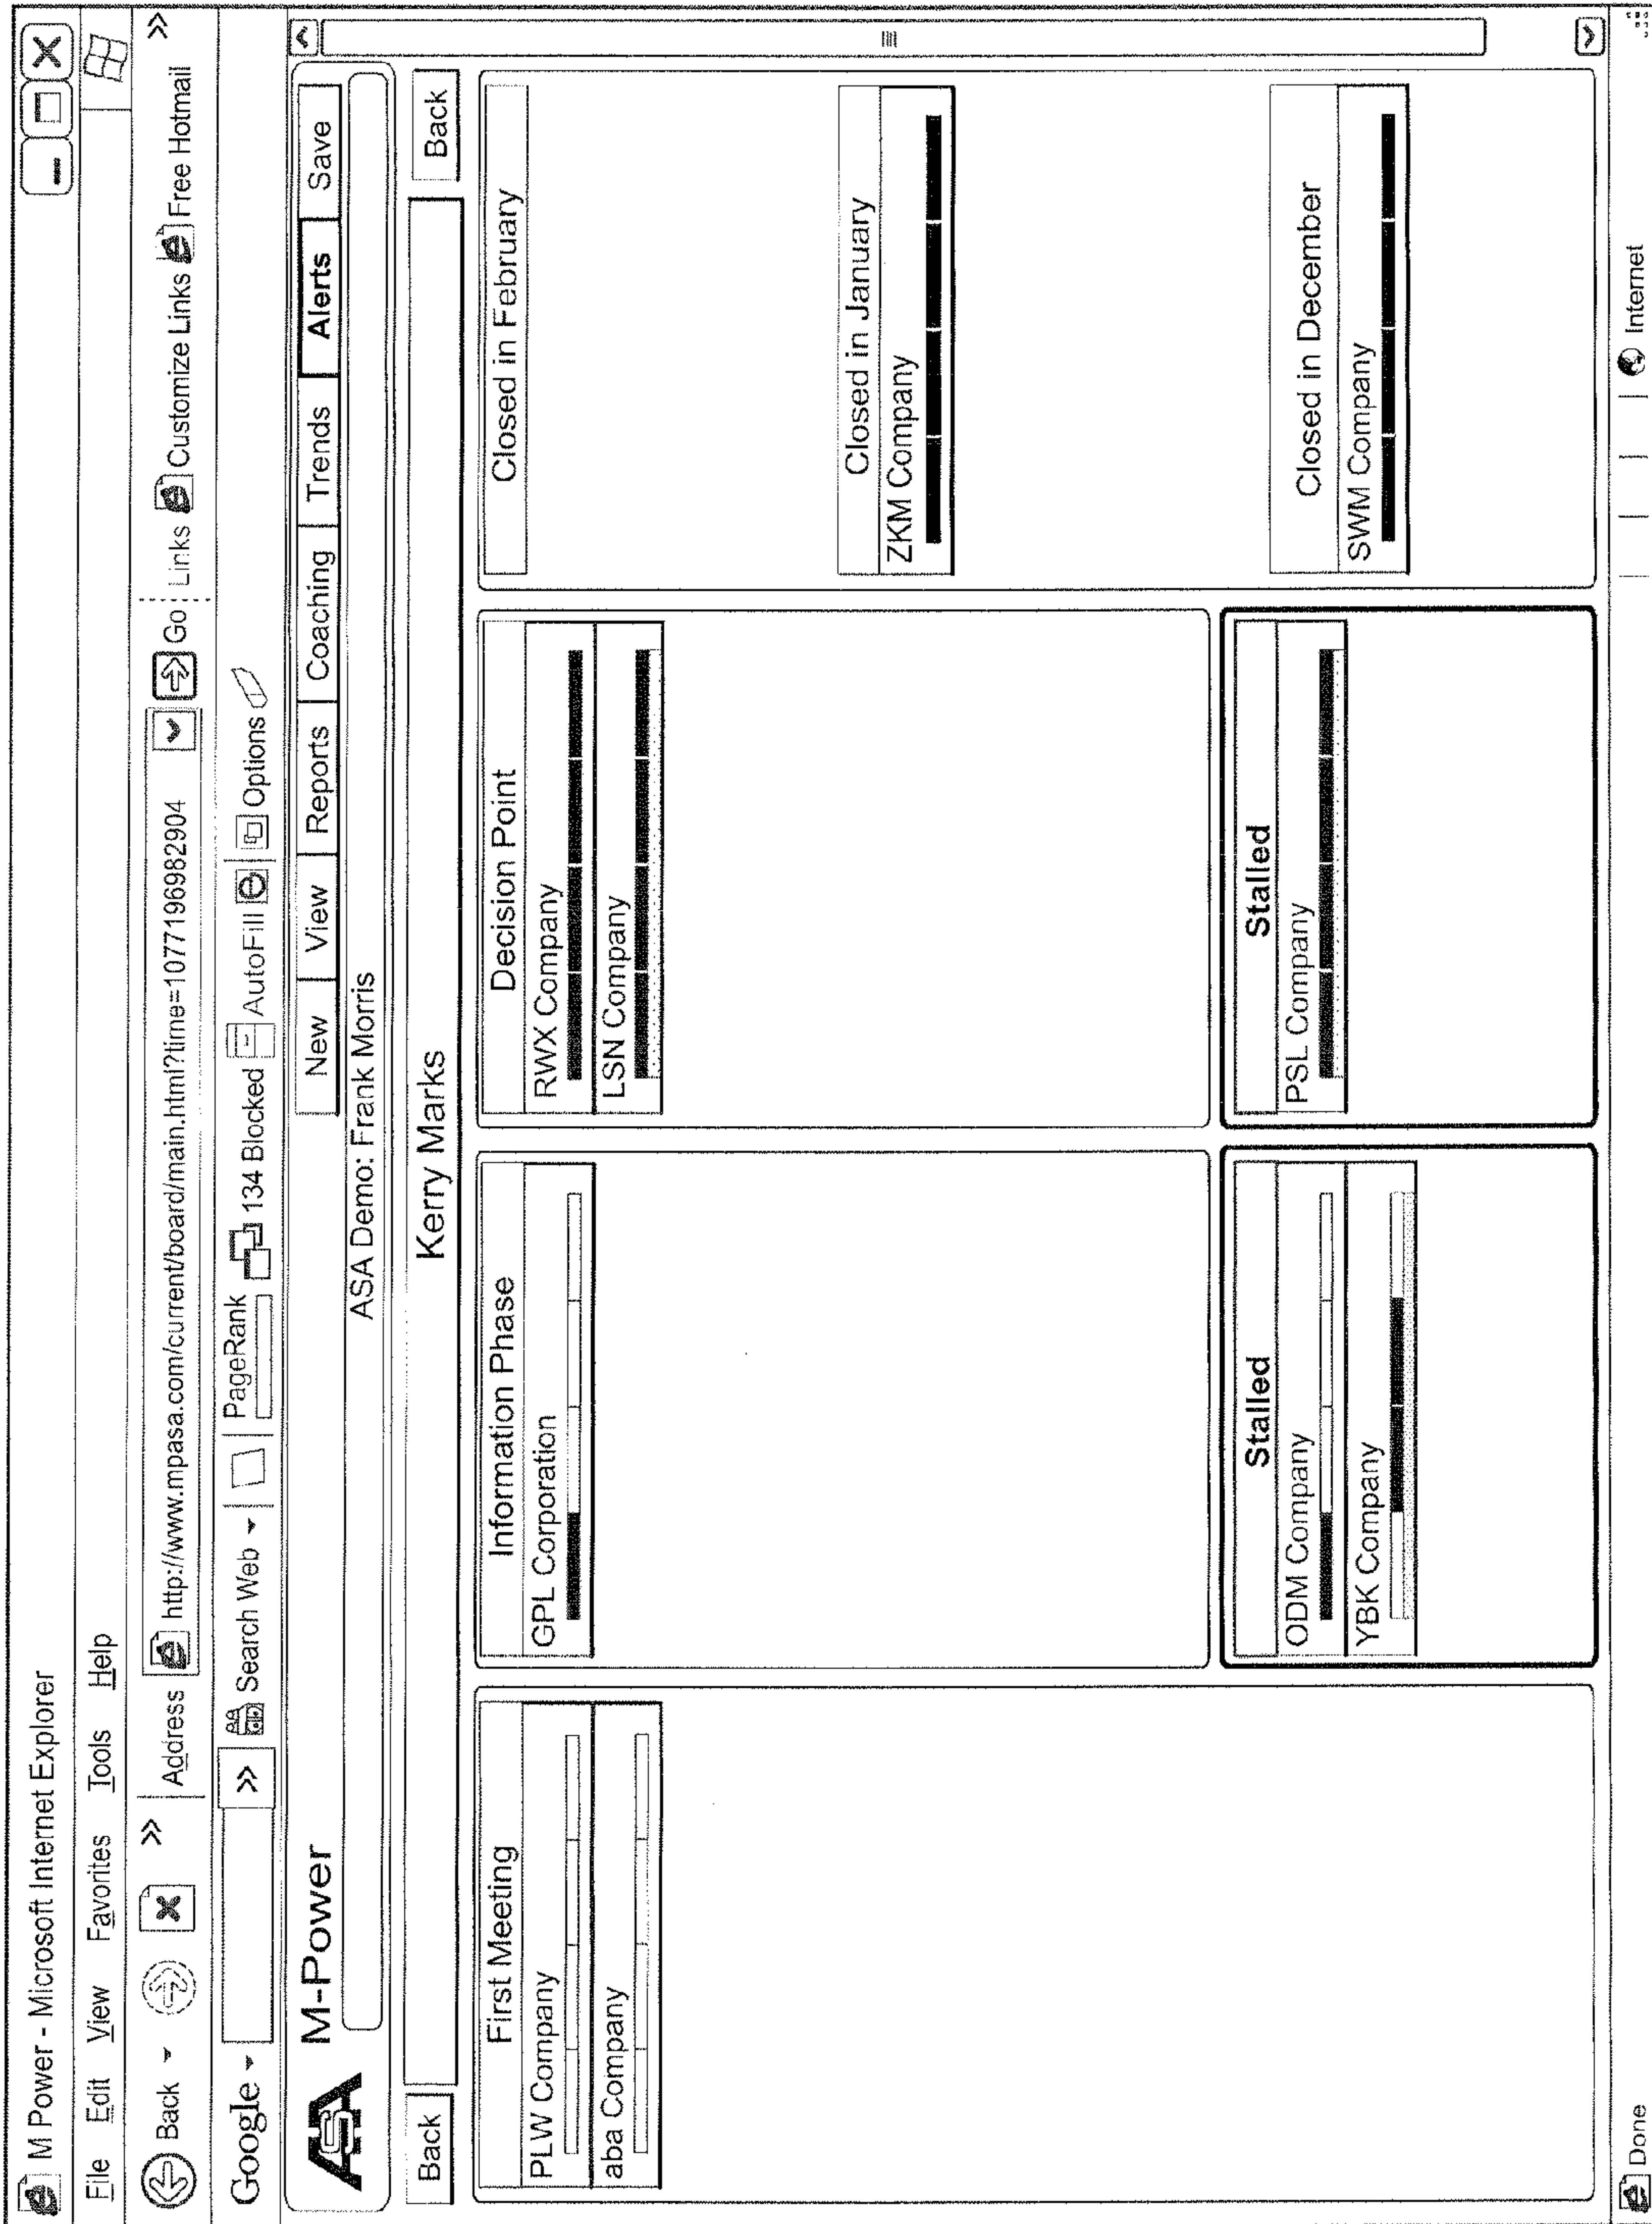 M Power - Microsoft Internet Explorer
File Edit View Favorites Tools Help
Back » Address http://www.mpasa.com/current/board/main.html?time=1077196982904 Go Links Customize Links Free Hotmail »
Google » Search Web PageRank 134 Blocked AutoFill Options
ASA M-Power New View Reports Coaching Trends Alerts Save
ASA Demo: Frank Morris
Back Kerry Marks Back
First Meeting
PLW Company
aba Company
Information Phase
GPL Corporation
Stalled
ODM Company
YBK Company
Decision Point
RWX Company
LSN Company
Stalled
PSL Company
Closed in February
Closed in January
ZKM Company
Closed in December
SWM Company
Done Internet